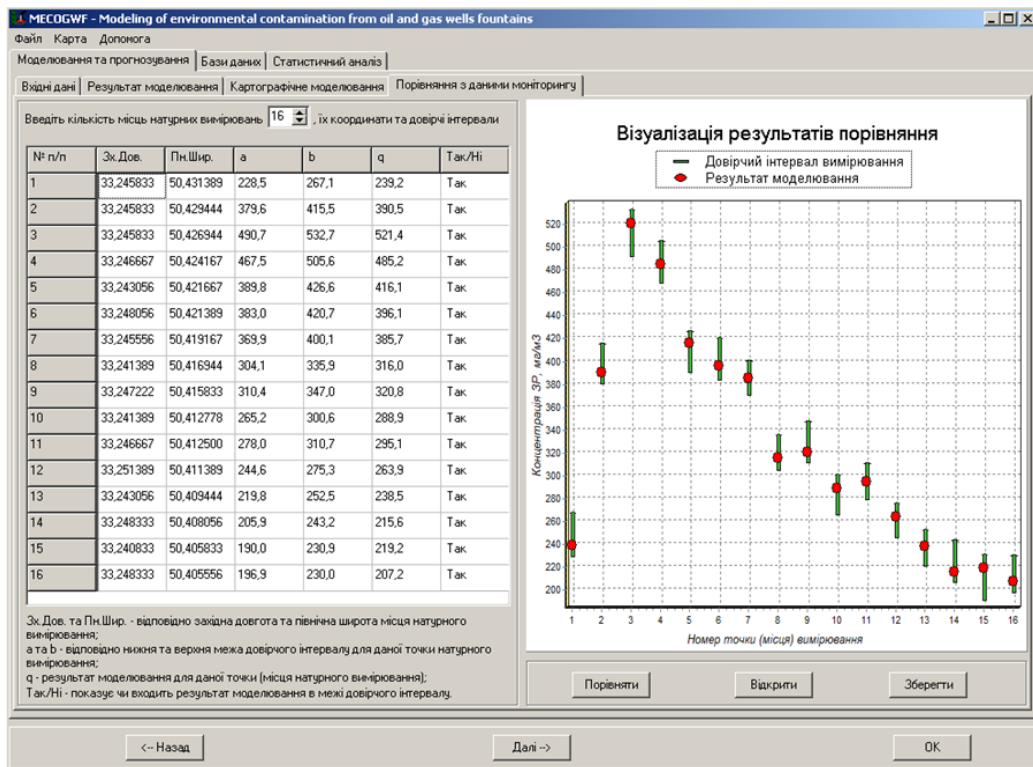 MECOGWF - Modeling of environmental contamination from oil and gas wells fountains
Файл Карта Допомога
Моделювання та прогнозування Бази даних Статистичний аналіз
Вхідні дані Результат моделювання Картографічне моделювання Порівняння з даними моніторингу
Введіть кількість місць натурних вимірювань 16 , їх координати та довірчі інтервали
№ п/п Зх.Дов. Пн.Шир. a b q Так/Ні
1 33,245833 50,431389 228,5 267,1 239,2 Так
2 33,245833 50,429444 379,6 415,5 390,5 Так
3 33,245833 50,426944 490,7 532,7 521,4 Так
4 33,246667 50,424167 467,5 505,6 485,2 Так
5 33,243056 50,421667 389,8 426,6 416,1 Так
6 33,248056 50,421389 383,0 420,7 396,1 Так
7 33,245556 50,419167 369,9 400,1 385,7 Так
8 33,241389 50,416944 304,1 335,9 316,0 Так
9 33,247222 50,415833 310,4 347,0 320,8 Так
10 33,241389 50,412778 265,2 300,6 288,9 Так
11 33,246667 50,412500 278,0 310,7 295,1 Так
12 33,251389 50,411389 244,6 275,3 263,9 Так
13 33,243056 50,409444 219,8 252,5 238,5 Так
14 33,248333 50,408056 205,9 243,2 215,6 Так
15 33,240833 50,405833 190,0 230,9 219,2 Так
16 33,248333 50,405556 196,9 230,0 207,2 Так
Зх.Дов. та Пн.Шир. - відповідно західна довгота та північна широта місця натурного
вимірювання;
a та b - відповідно нижня та верхня межа довірчого інтервалу для даної точки натурного
вимірювання;
q - результат моделювання для даної точки (місця натурного вимірювання);
Так/Ні - показує чи входить результат моделювання в межі довірчого інтервалу.
Візуалізація результатів порівняння
Довірчий інтервал вимірювання
Результат моделювання
Концентрація ЗР, мг/м3
520
500
480
460
440
420
400
380
360
340
320
300
280
260
240
220
200
1 2 3 4 5 6 7 8 9 10 11 12 13 14 15 16
Номер точки (місця) вимірювання
Порівняти Відкрити Зберегти
<-- Назад Далі --> OK